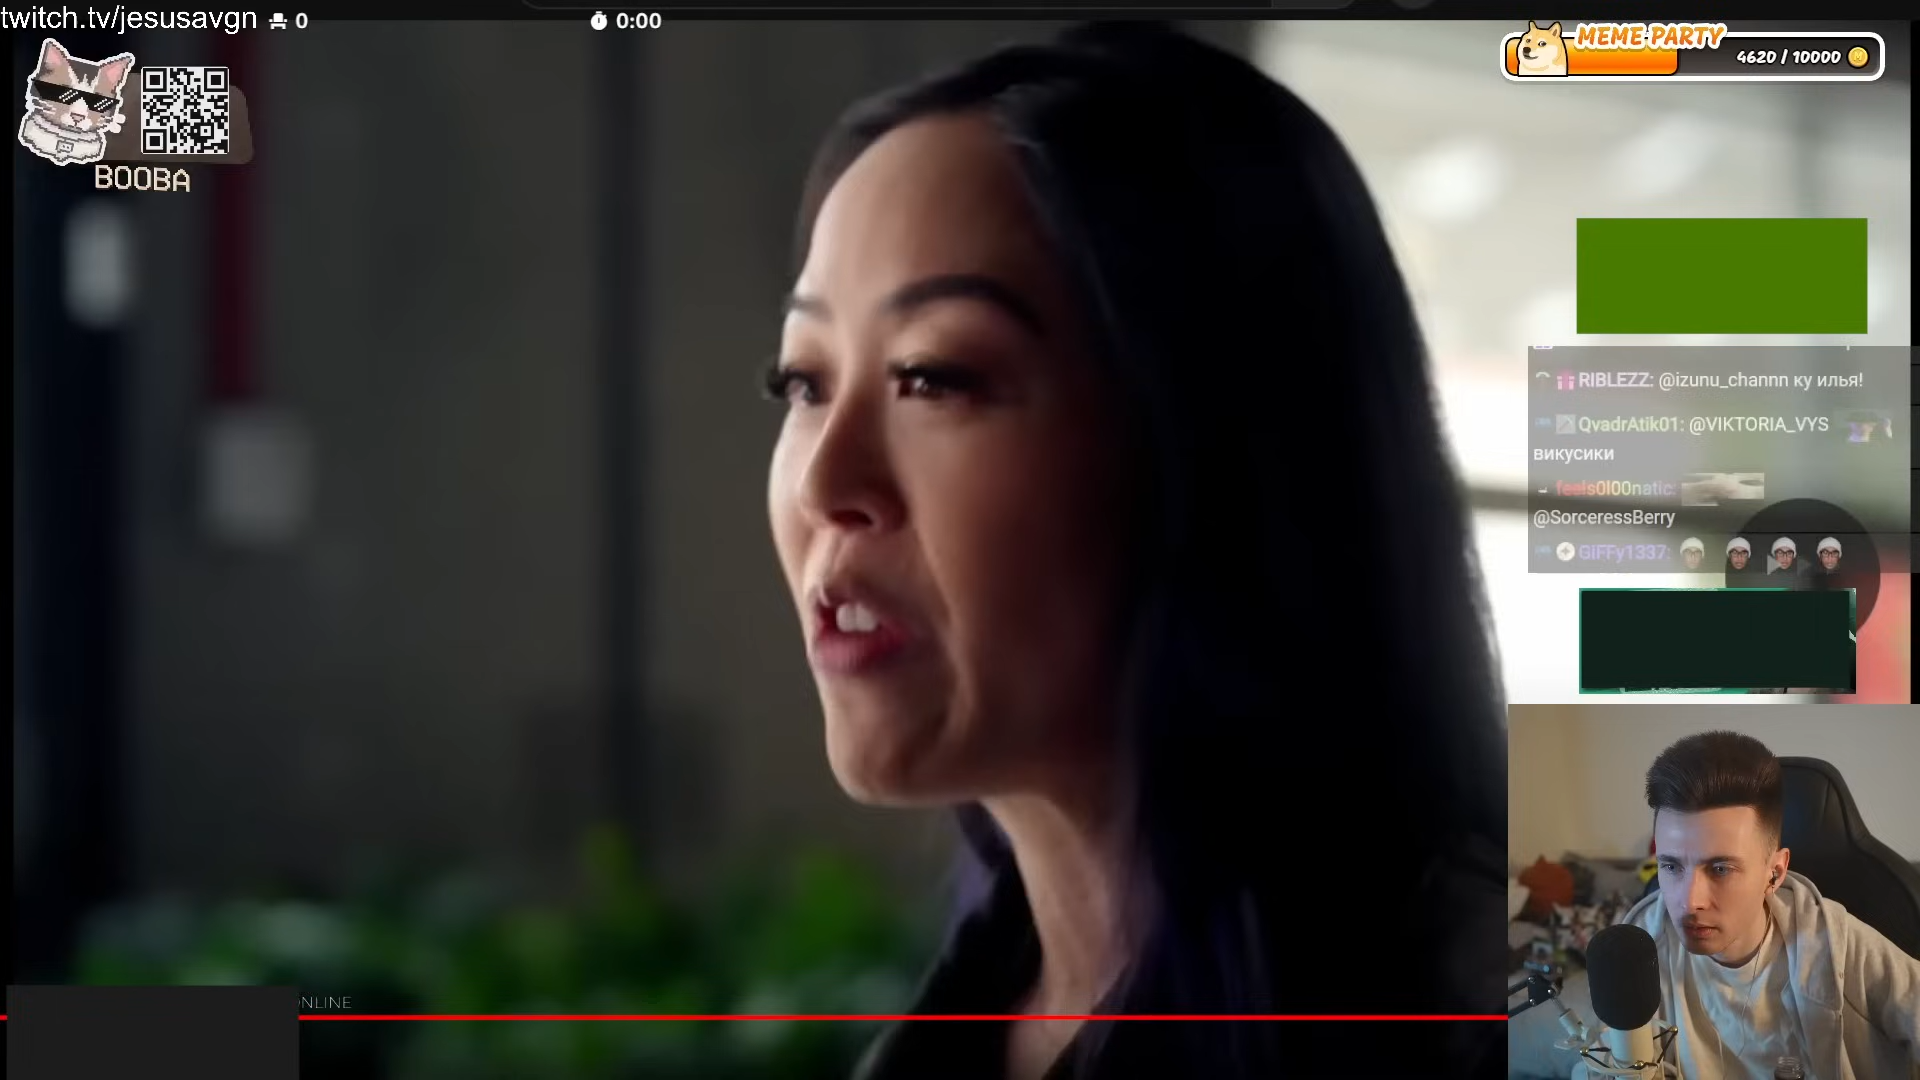 twitch.tv/jesusavgn 0
0:00
MEME PARTY
4620 / 10000
BOOBA
RIBLEZZ: @izunu_channn ку илья!
QvadrAtik01: @VIKTORIA_VYS
викусики
feels0l00natic:
@SorceressBerry
GIFFy1337:
ONLINE